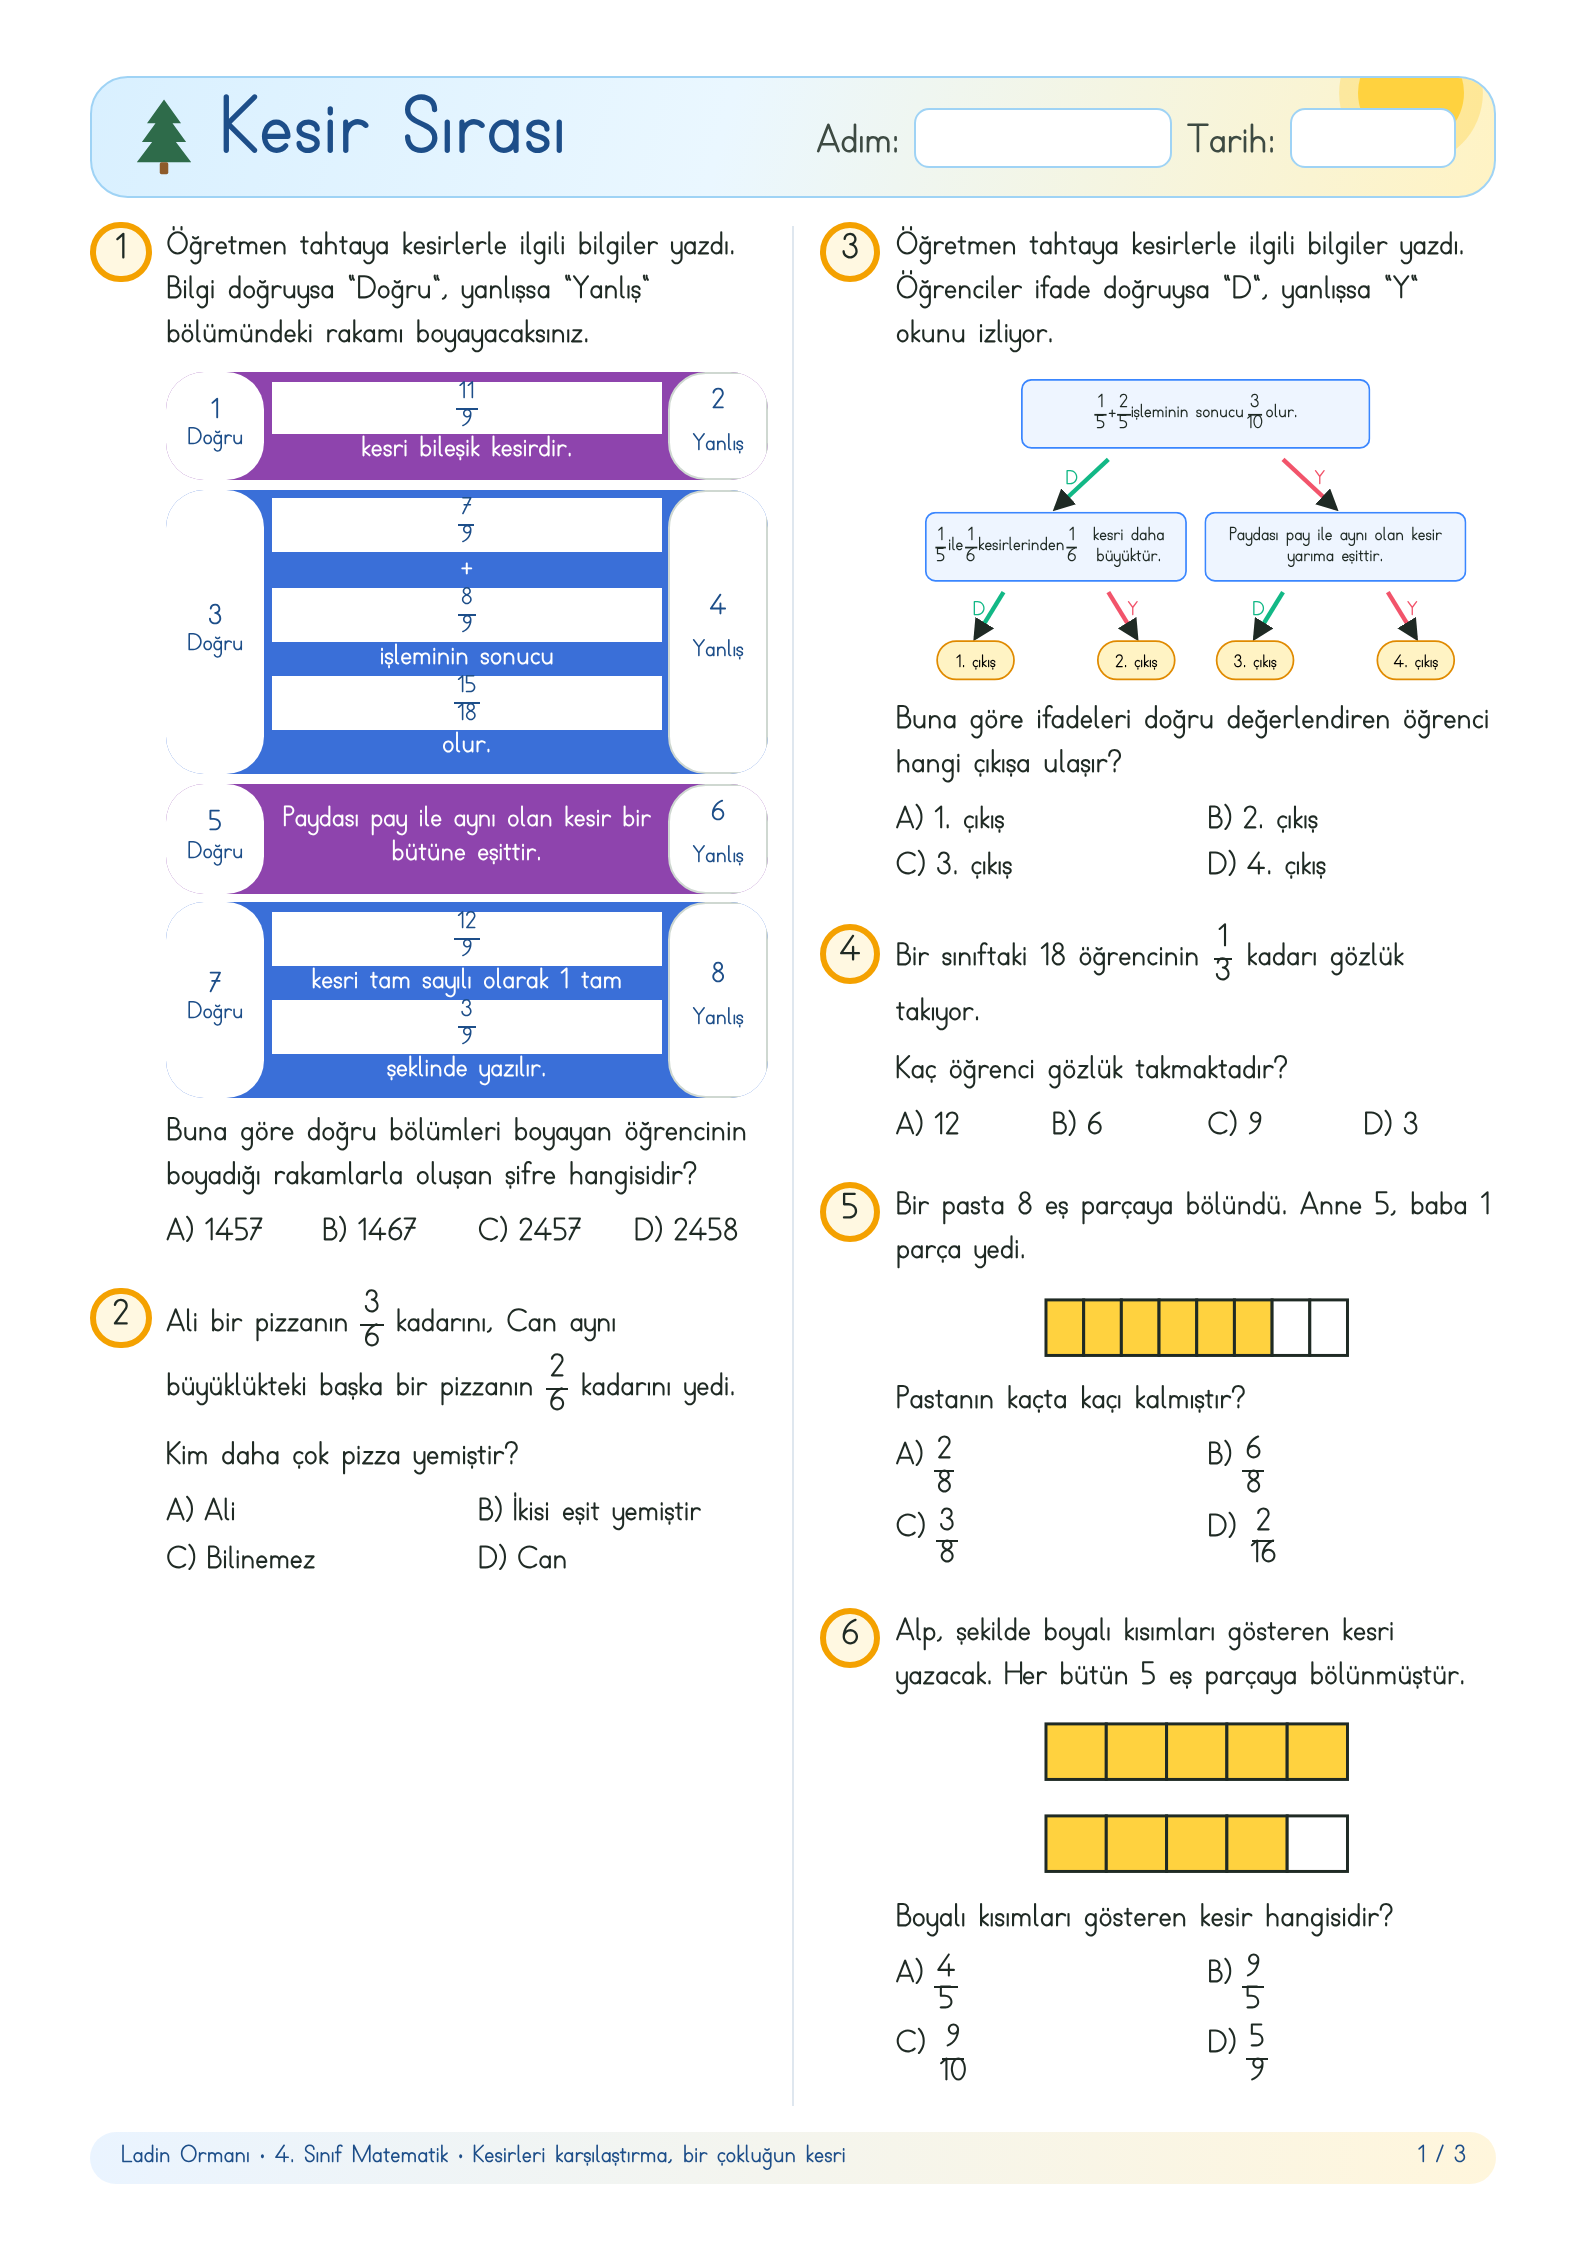 Kesir Sırası
Adım:
Tarih:
1
Öğretmen tahtaya kesirlerle ilgili bilgiler yazdı.
Bilgi doğruysa "Doğru", yanlışsa "Yanlış"
bölümündeki rakamı boyayacaksınız.
1
Doğru
11/9
kesri bileşik kesirdir.
2
Yanlış
3
Doğru
7/9
+
8/9
işleminin sonucu
15/18
olur.
4
Yanlış
5
Doğru
Paydası pay ile aynı olan kesir bir
bütüne eşittir.
6
Yanlış
7
Doğru
12/9
kesri tam sayılı olarak 1 tam
3/9
şeklinde yazılır.
8
Yanlış
Buna göre doğru bölümleri boyayan öğrencinin
boyadığı rakamlarla oluşan şifre hangisidir?
A) 1457 B) 1467 C) 2457 D) 2458
2
Ali bir pizzanın 3/6 kadarını, Can aynı
büyüklükteki başka bir pizzanın 2/6 kadarını yedi.
Kim daha çok pizza yemiştir?
A) Ali B) İkisi eşit yemiştir
C) Bilinemez D) Can
3
Öğretmen tahtaya kesirlerle ilgili bilgiler yazdı.
Öğrenciler ifade doğruysa "D", yanlışsa "Y"
okunu izliyor.
1/5+2/5işleminin sonucu 3/10 olur.
D
Y
1/5 ile 1/6 kesirlerinden 1/6 kesri daha
büyüktür.
Paydası pay ile aynı olan kesir
yarıma eşittir.
D
Y
D
Y
1. çıkış
2. çıkış
3. çıkış
4. çıkış
Buna göre ifadeleri doğru değerlendiren öğrenci
hangi çıkışa ulaşır?
A) 1. çıkış B) 2. çıkış
C) 3. çıkış D) 4. çıkış
4
Bir sınıftaki 18 öğrencinin 1/3 kadarı gözlük
takıyor.
Kaç öğrenci gözlük takmaktadır?
A) 12 B) 6 C) 9 D) 3
5
Bir pasta 8 eş parçaya bölündü. Anne 5, baba 1
parça yedi.
Pastanın kaçta kaçı kalmıştır?
A) 2/8 B) 6/8
C) 3/8 D) 2/16
6
Alp, şekilde boyalı kısımları gösteren kesri
yazacak. Her bütün 5 eş parçaya bölünmüştür.
Boyalı kısımları gösteren kesir hangisidir?
A) 4/5 B) 9/5
C) 9/10 D) 5/9
Ladin Ormanı • 4. Sınıf Matematik • Kesirleri karşılaştırma, bir çokluğun kesri
1 / 3